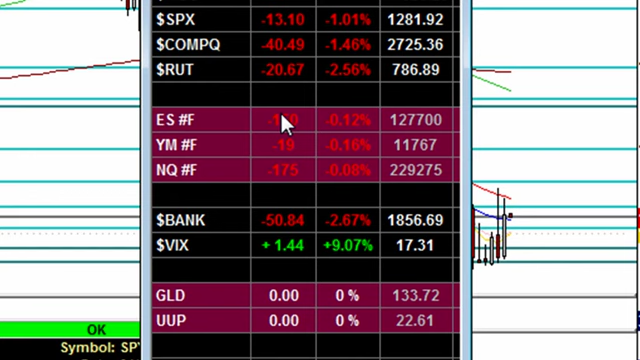 $SPX -13.10 -1.01% 1281.92
$COMPQ -40.49 -1.46% 2725.36
$RUT -20.67 -2.56% 786.89
ES #F -0.12% 127700
YM #F -19 -0.16% 11767
NQ #F -175 -0.08% 229275
$BANK -50.84 -2.67% 1856.69
$VIX + 1.44 +9.07% 17.31
GLD 0.00 0 % 133.72
UUP 0.00 0 % 22.61
OK
Symbol: SPY